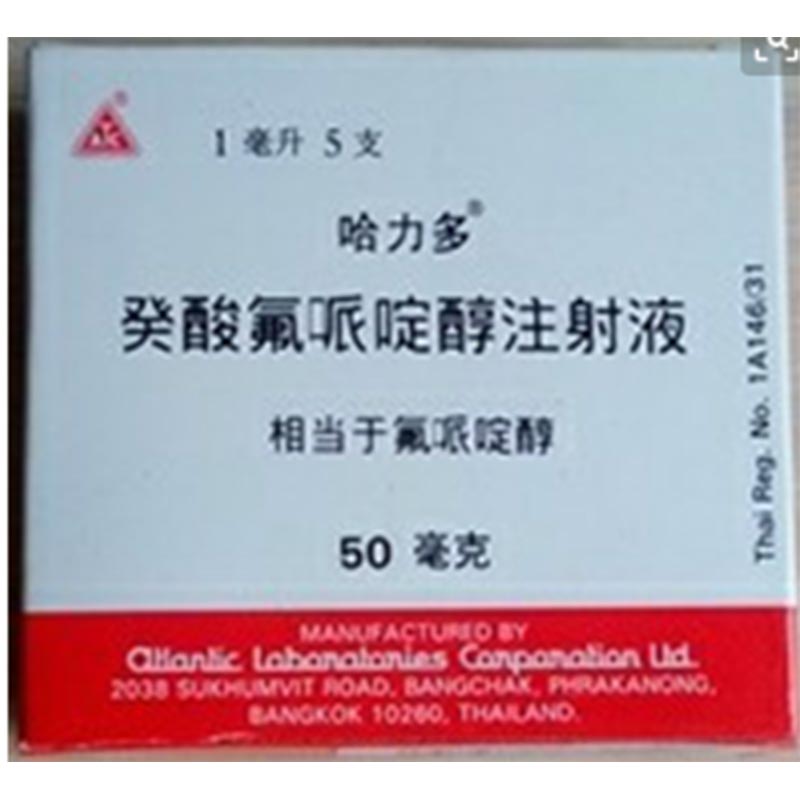 1 毫升 5 支
哈力多®
癸酸氟哌啶醇注射液
相当于氟哌啶醇
50 毫克
Thai Reg. No. 1A146/31
MANUFACTURED BY
Atlantic Laboratories Corporation Ltd.
2038 SUKHUMVIT ROAD, BANGCHAK, PHRAKANONG,
BANGKOK 10260, THAILAND.